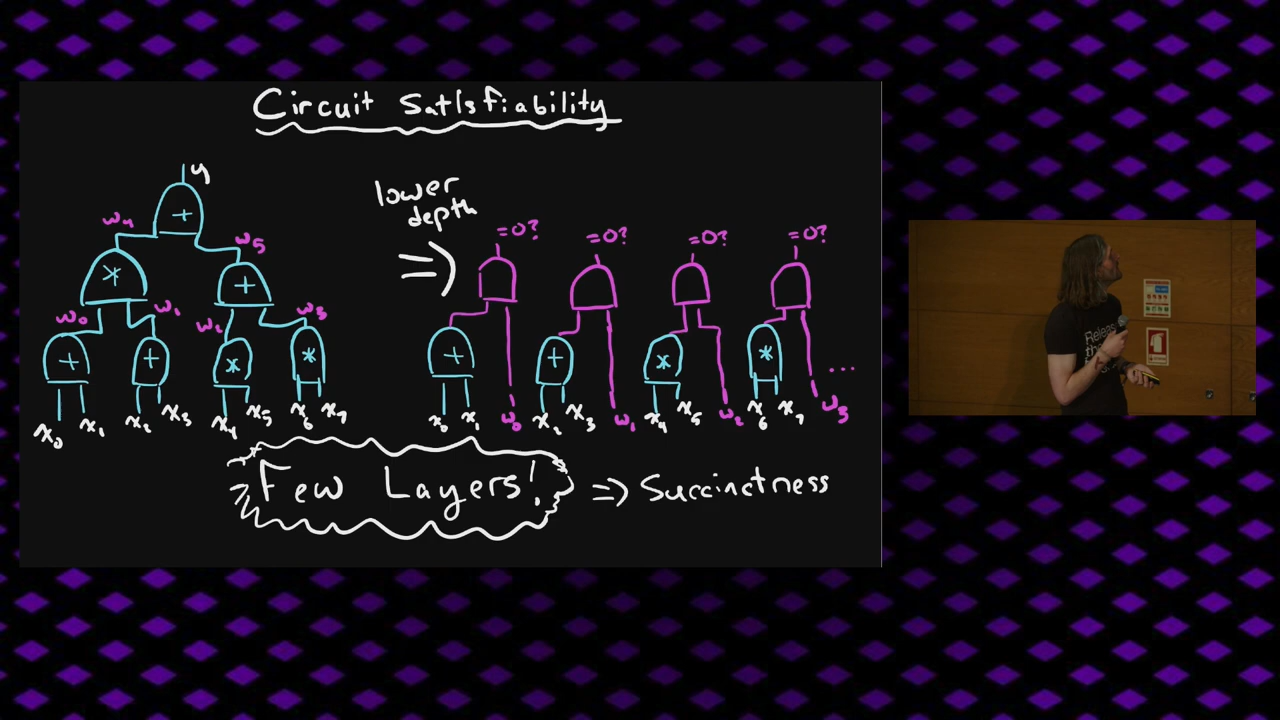 Circuit Satisfiability
y
+
w4
w5
*
+
w0
w1
w2
w3
+
+
*
*
x0 x1 x2 x3 x4 x5 x6 x7
lower
depth
=>
=0? =0? =0? =0?
+
+
*
*
...
x0 x1 w0 x2 x3 w1 x4 x5 w2 x6 x7 w3
Few Layers! => Succinctness